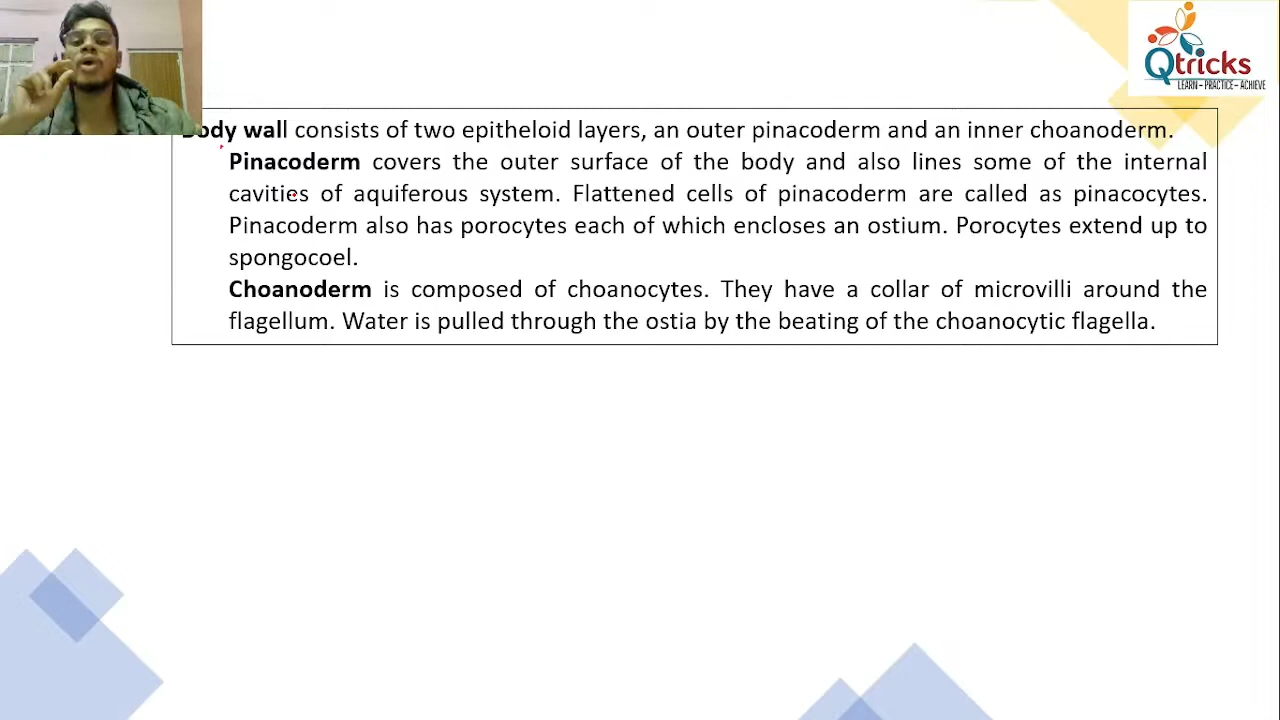 Qtricks
LEARN – PRACTICE – ACHIEVE
Body wall consists of two epitheloid layers, an outer pinacoderm and an inner choanoderm.
Pinacoderm covers the outer surface of the body and also lines some of the internal
cavities of aquiferous system. Flattened cells of pinacoderm are called as pinacocytes.
Pinacoderm also has porocytes each of which encloses an ostium. Porocytes extend up to
spongocoel.
Choanoderm is composed of choanocytes. They have a collar of microvilli around the
flagellum. Water is pulled through the ostia by the beating of the choanocytic flagella.